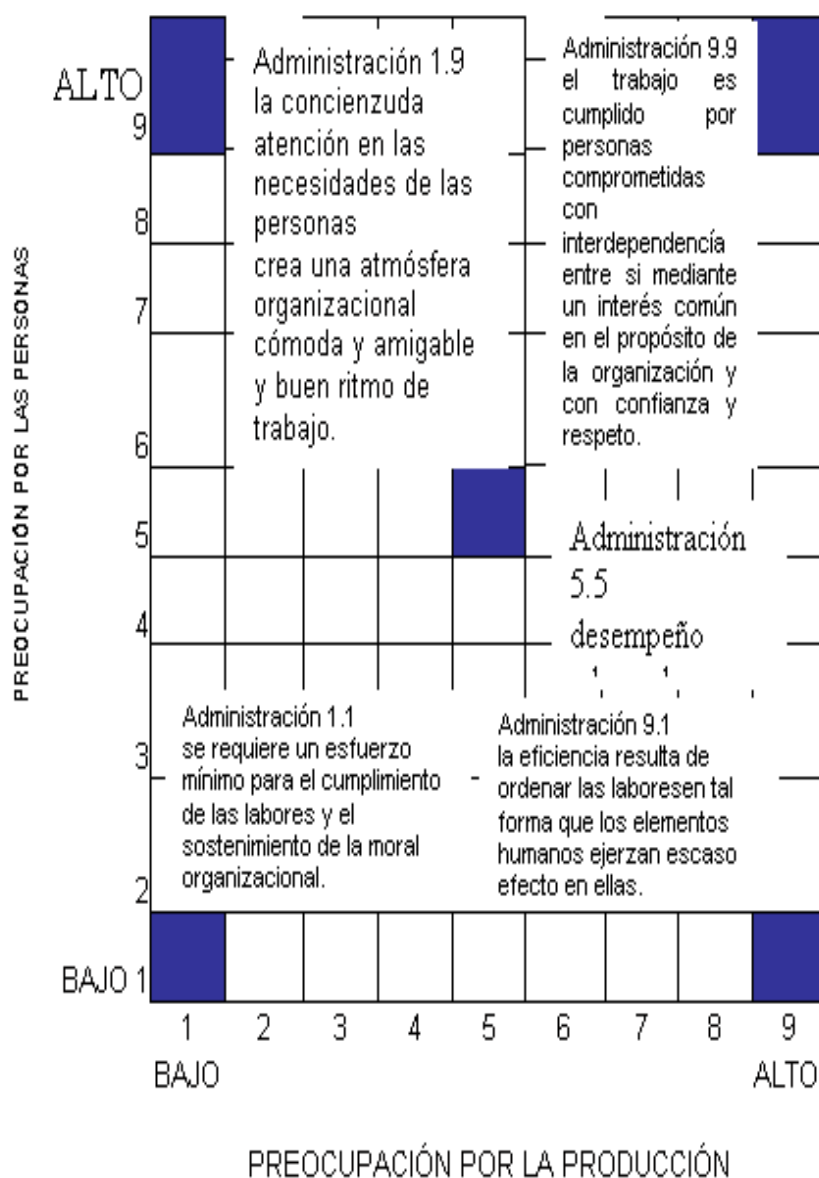 Administración 1.9
la concienzuda
atención en las
necesidades de las
personas
crea una atmósfera
organizacional
cómoda y amigable
y buen ritmo de
trabajo.
Administración 9.9
el trabajo es
cumplido por
personas
comprometidas
con
interdependencía
entre si mediante
un interés común
en el propósito de
la organización y
con confianza y
respeto.
Administración
5.5
desempeño
Administración 1.1
se requiere un esfuerzo
mínimo para el cumplimiento
de las labores y el
sostenimiento de la moral
organizacional.
Administración 9.1
la eficiencia resulta de
ordenar las laboresen tal
forma que los elementos
humanos ejerzan escaso
efecto en ellas.
PREOCUPACIÓN POR LAS PERSONAS
ALTO
9
8
7
6
5
4
3
2
BAJO 1
1 2 3 4 5 6 7 8 9
BAJO ALTO
PREOCUPACIÓN POR LA PRODUCCIÓN